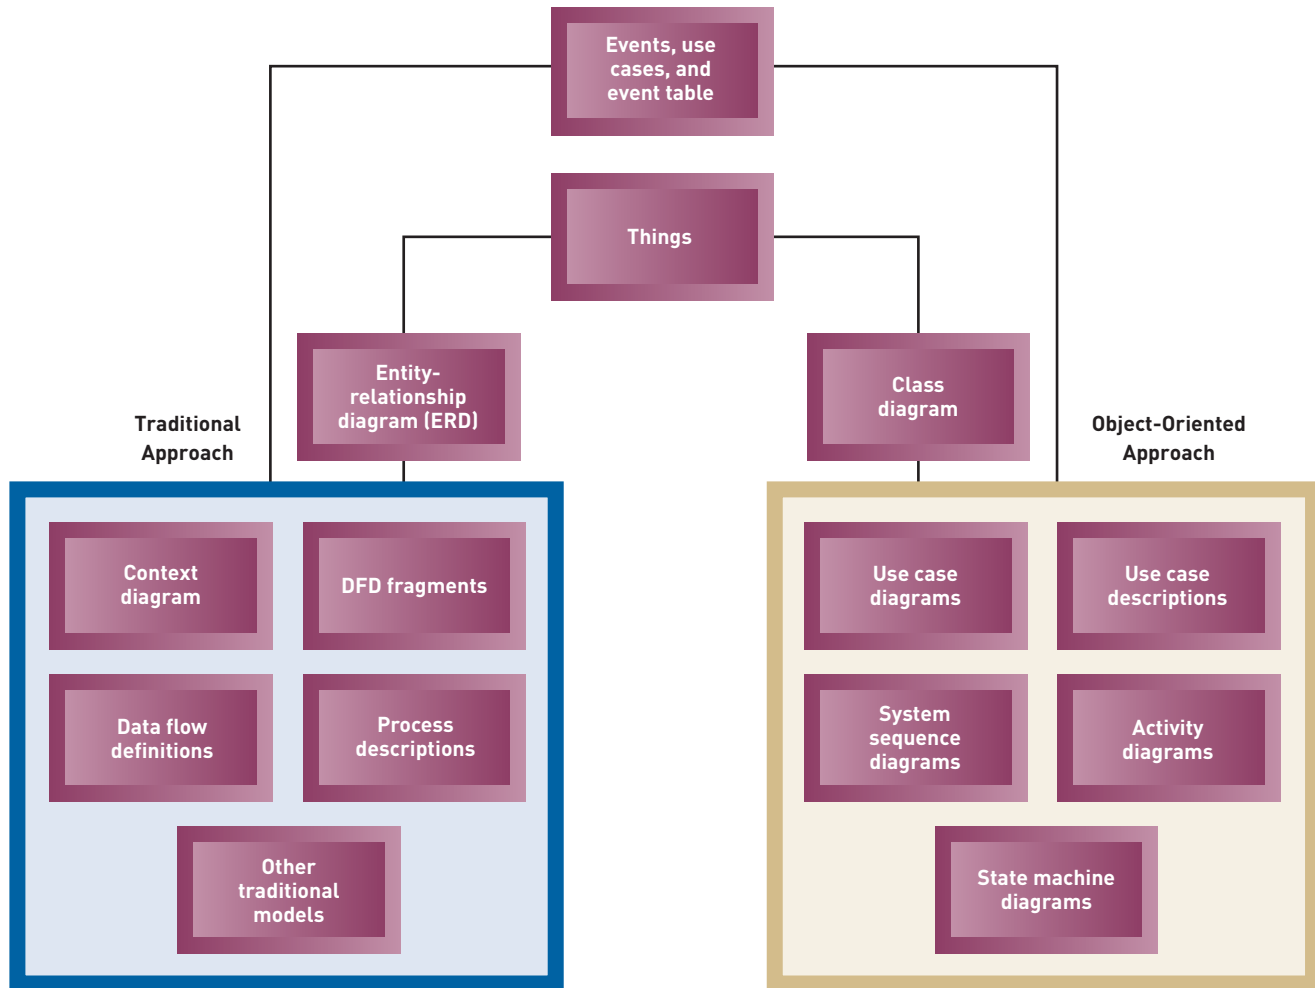 Events, use
cases, and
event table
Things
Entity-
relationship
diagram (ERD)
Class
diagram
Traditional
Approach
Object-Oriented
Approach
Context
diagram
DFD fragments
Data flow
definitions
Process
descriptions
Other
traditional
models
Use case
diagrams
Use case
descriptions
System
sequence
diagrams
Activity
diagrams
State machine
diagrams